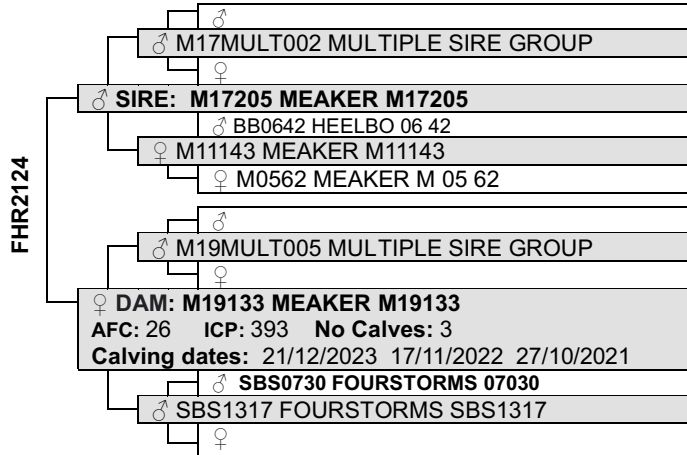 ♂
♂ M17MULT002 MULTIPLE SIRE GROUP
♀
♂ SIRE: M17205 MEAKER M17205
♂ BB0642 HEELBO 06 42
♀ M11143 MEAKER M11143
♀ M0562 MEAKER M 05 62
FHR2124
♂
♂ M19MULT005 MULTIPLE SIRE GROUP
♀
♀ DAM: M19133 MEAKER M19133
AFC: 26 ICP: 393 No Calves: 3
Calving dates: 21/12/2023 17/11/2022 27/10/2021
♂ SBS0730 FOURSTORMS 07030
♂ SBS1317 FOURSTORMS SBS1317
♀